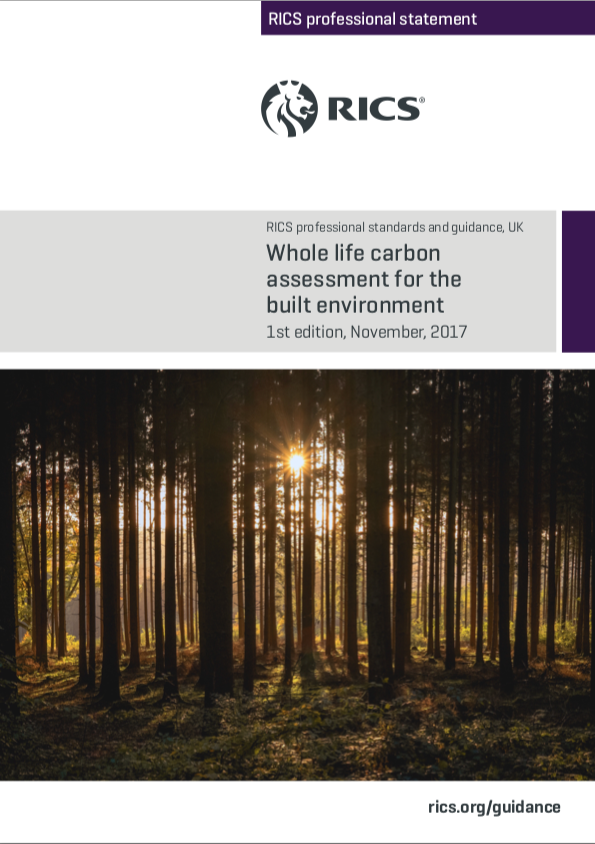 RICS professional statement
RICS®
RICS professional standards and guidance, UK
Whole life carbon
assessment for the
built environment
1st edition, November, 2017
rics.org/guidance